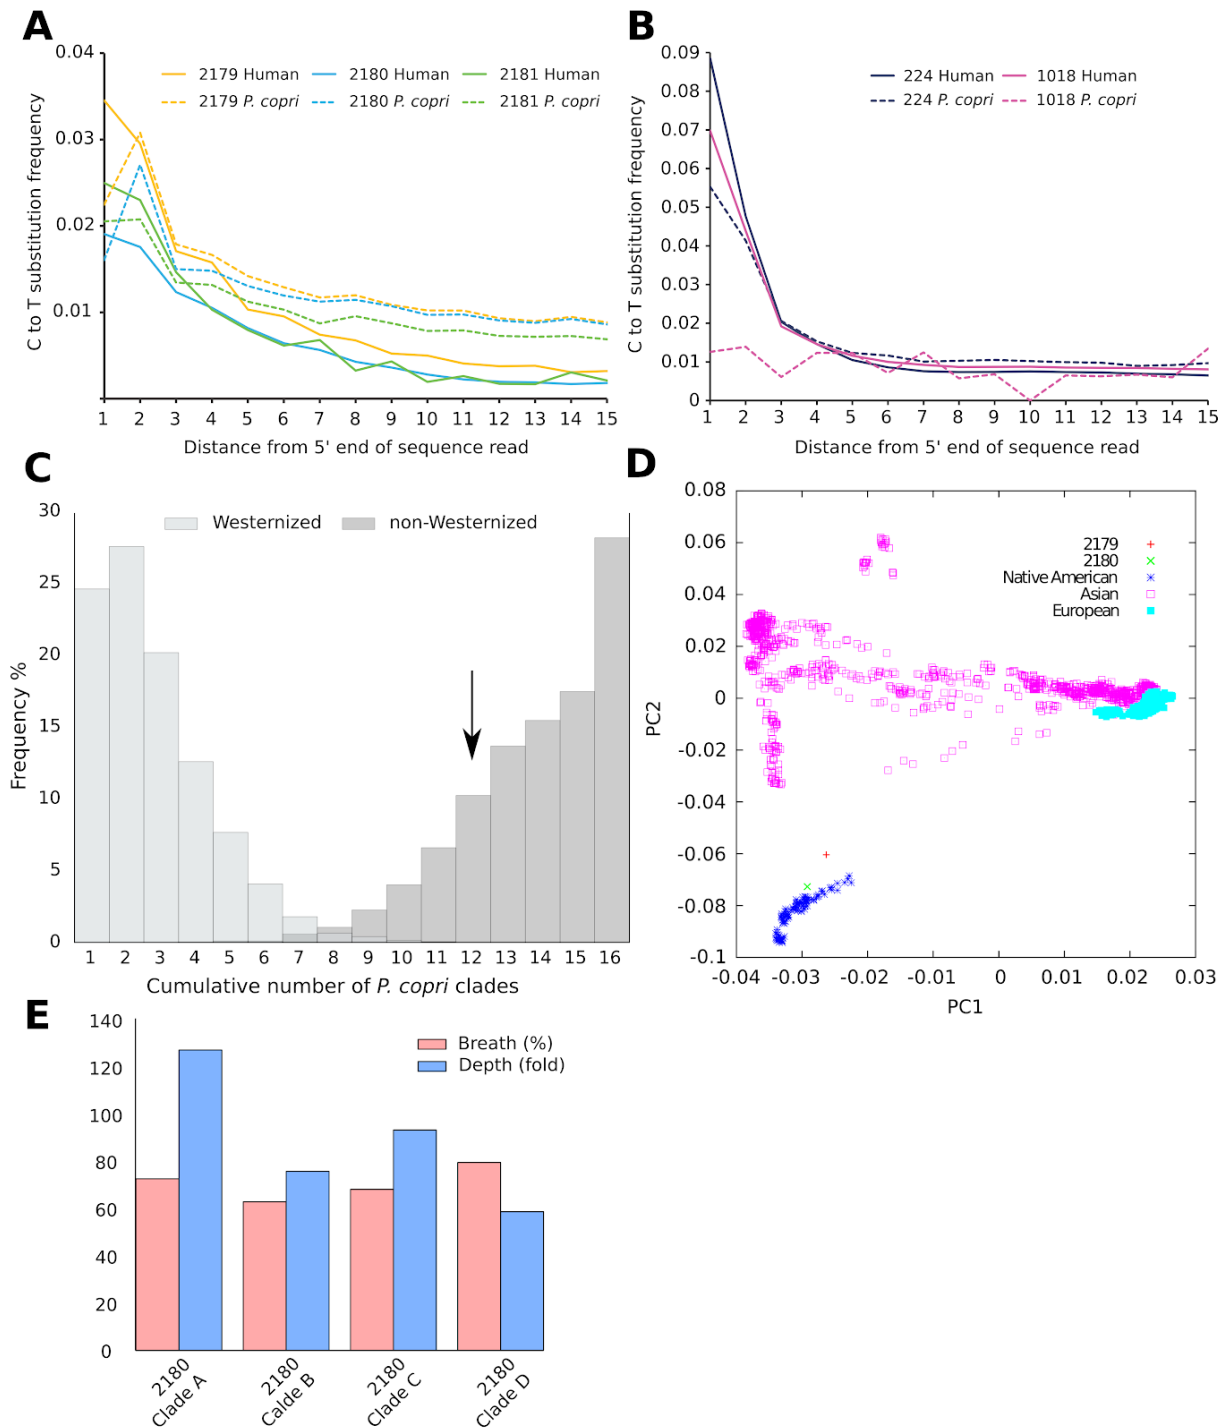 A
0.04
0.03
0.02
0.01
C to T substitution frequency
2179 Human 2180 Human 2181 Human
2179 P. copri 2180 P. copri 2181 P. copri
1 2 3 4 5 6 7 8 9 10 11 12 13 14 15
Distance from 5' end of sequence read
B
0.09
0.08
0.07
0.06
0.05
0.04
0.03
0.02
0.01
0
C to T substitution frequency
224 Human 1018 Human
224 P. copri 1018 P. copri
1 2 3 4 5 6 7 8 9 10 11 12 13 14 15
Distance from 5' end of sequence read
C
30
25
20
15
10
5
0
Frequency %
Westernized non-Westernized
1 2 3 4 5 6 7 8 9 10 11 12 13 14 15 16
Cumulative number of P. copri clades
D
0.08
0.06
0.04
0.02
0
-0.02
-0.04
-0.06
-0.08
-0.1
PC2
2179
2180
Native American
Asian
European
-0.04 -0.03 -0.02 -0.01 0 0.01 0.02 0.03
PC1
E
140
120
100
80
60
40
20
0
Breath (%)
Depth (fold)
2180
Clade A
2180
Calde B
2180
Clade C
2180
Clade D